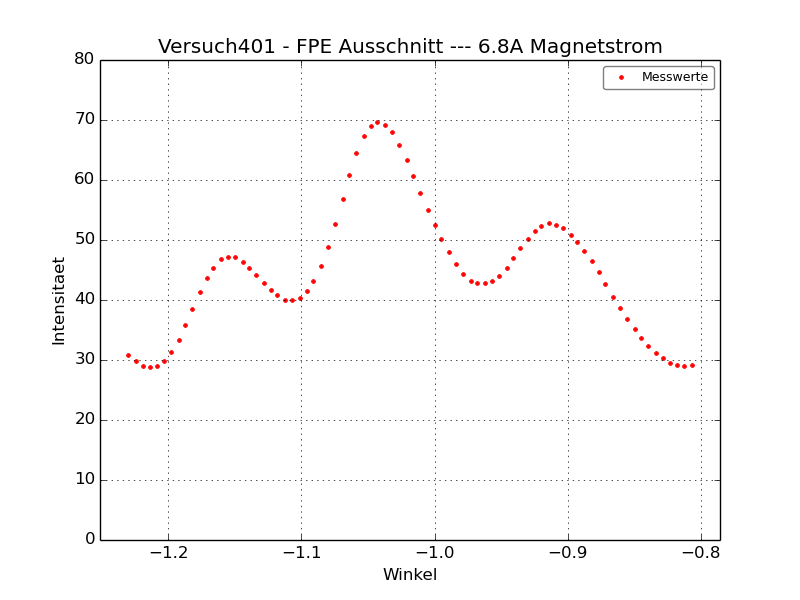 Versuch401 - FPE Ausschnitt --- 6.8A Magnetstrom
Messwerte
80
70
60
50
40
30
20
10
0
Intensitaet
−1.2 −1.1 −1.0 −0.9 −0.8
Winkel